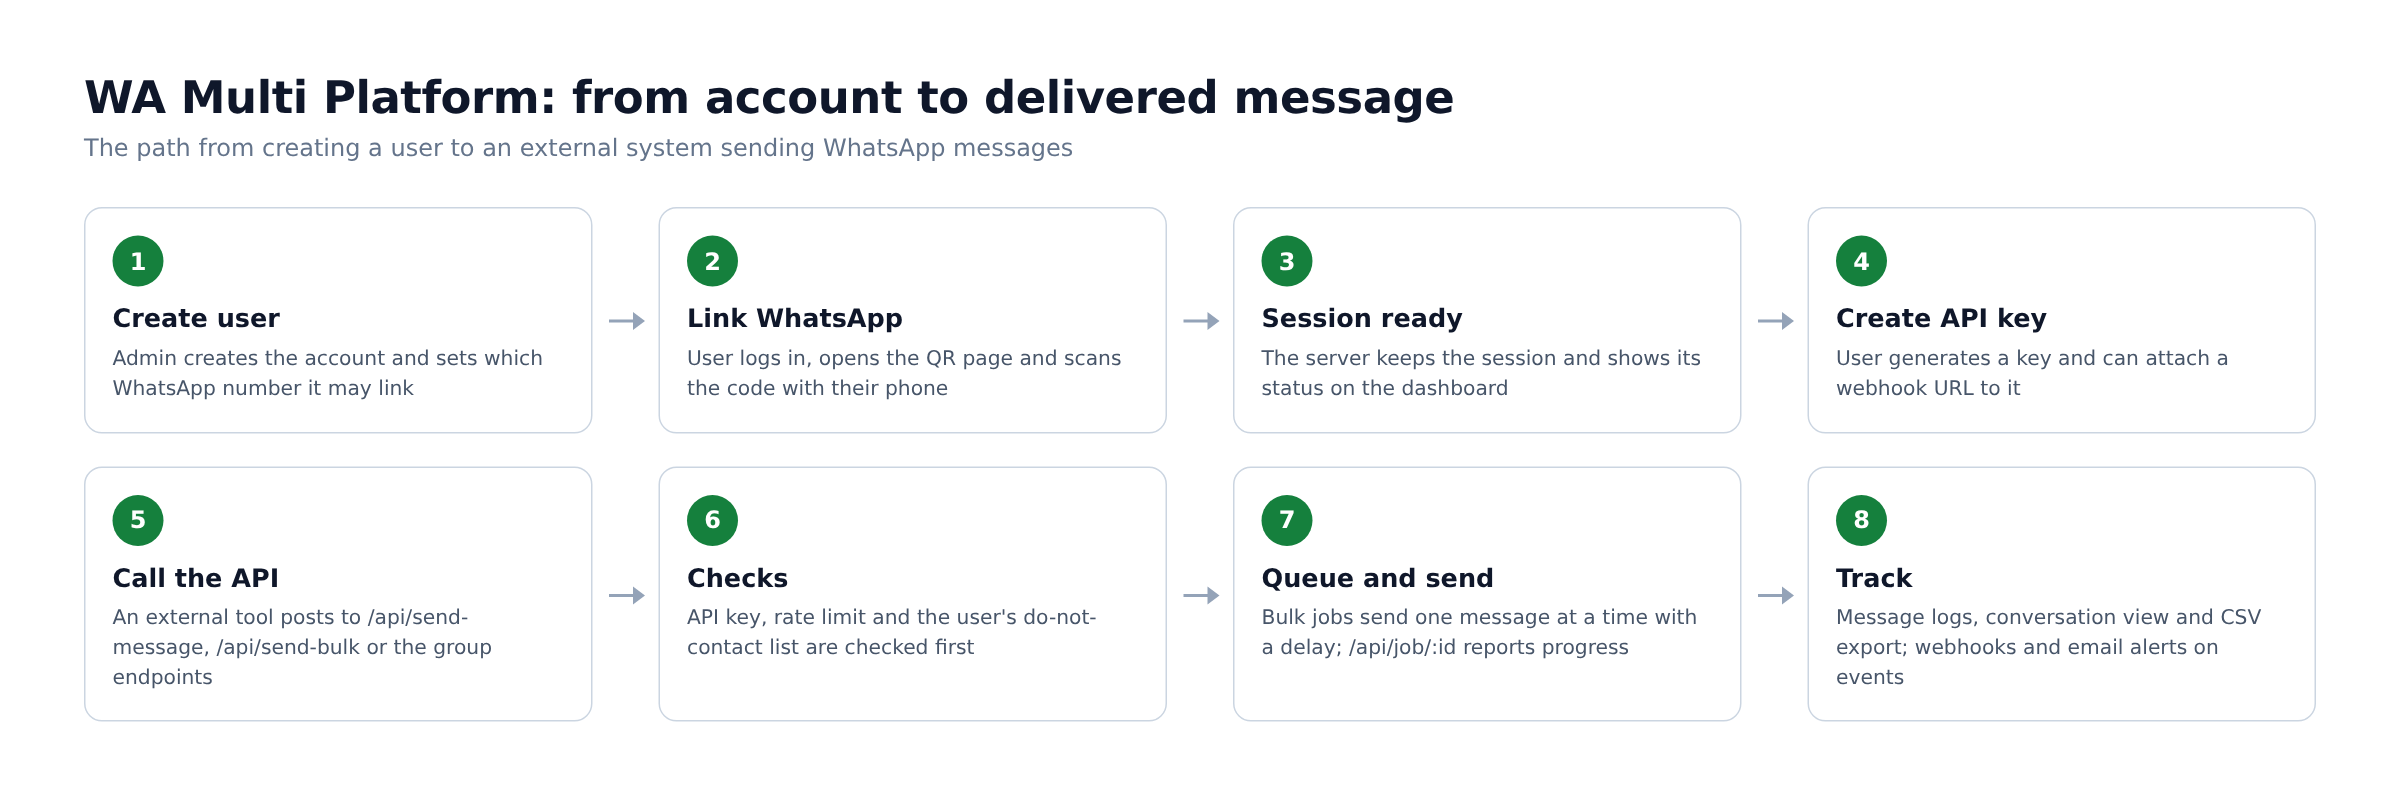 WA Multi Platform: from account to delivered message
The path from creating a user to an external system sending WhatsApp messages
1
Create user
Admin creates the account and sets which
WhatsApp number it may link
2
Link WhatsApp
User logs in, opens the QR page and scans
the code with their phone
3
Session ready
The server keeps the session and shows its
status on the dashboard
4
Create API key
User generates a key and can attach a
webhook URL to it
5
Call the API
An external tool posts to /api/send-
message, /api/send-bulk or the group
endpoints
6
Checks
API key, rate limit and the user's do-not-
contact list are checked first
7
Queue and send
Bulk jobs send one message at a time with
a delay; /api/job/:id reports progress
8
Track
Message logs, conversation view and CSV
export; webhooks and email alerts on
events